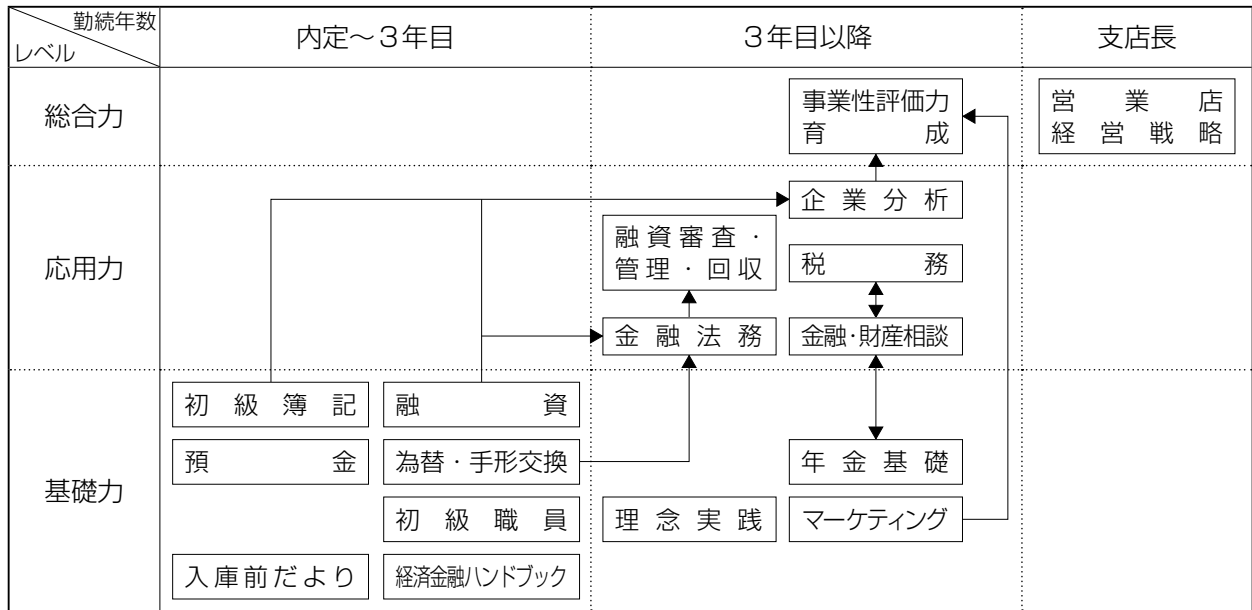 勤続年数
レベル
内定～3年目
3年目以降
支店長
総合力
事業性評価力
育成
営業店
経営戦略
応用力
企業分析
融資審査・
管理・回収
税務
金融法務
金融・財産相談
基礎力
初級簿記
融資
預金
為替・手形交換
年金基礎
初級職員
理念実践
マーケティング
入庫前だより
経済金融ハンドブック